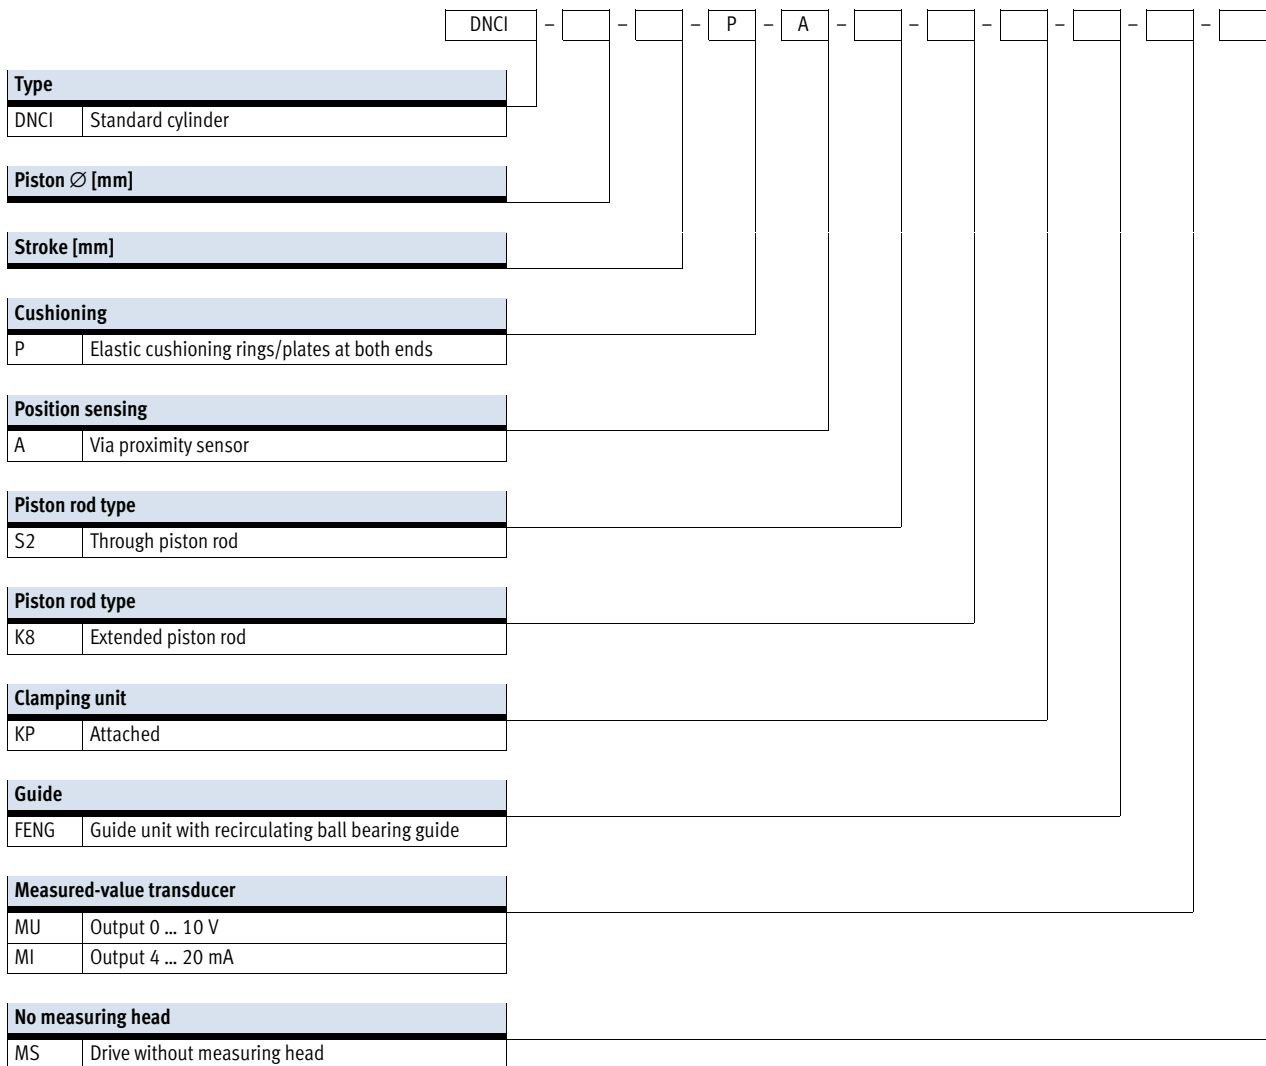 DNCI – – – P – A – – – – – –
Type
DNCI Standard cylinder
Piston ∅ [mm]
Stroke [mm]
Cushioning
P Elastic cushioning rings/plates at both ends
Position sensing
A Via proximity sensor
Piston rod type
S2 Through piston rod
Piston rod type
K8 Extended piston rod
Clamping unit
KP Attached
Guide
FENG Guide unit with recirculating ball bearing guide
Measured-value transducer
MU Output 0 ... 10 V
MI Output 4 ... 20 mA
No measuring head
MS Drive without measuring head